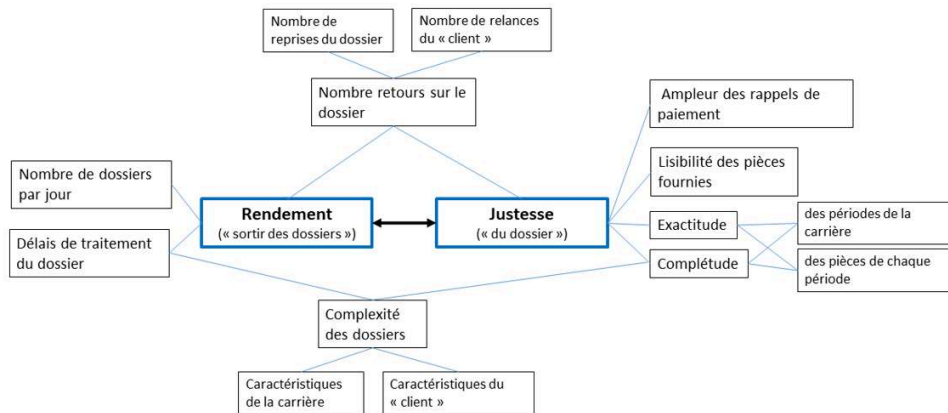 Nombre de
reprises du dossier
Nombre de relances
du « client »
Nombre retours sur le
dossier
Ampleur des rappels de
paiement
Lisibilité des pièces
fournies
Nombre de dossiers
par jour
Rendement
(« sortir des dossiers »)
Justesse
(« du dossier »)
Exactitude
des périodes de la
carrière
Délais de traitement
du dossier
Complétude
des pièces de chaque
période
Complexité
des dossiers
Caractéristiques
de la carrière
Caractéristiques du
« client »